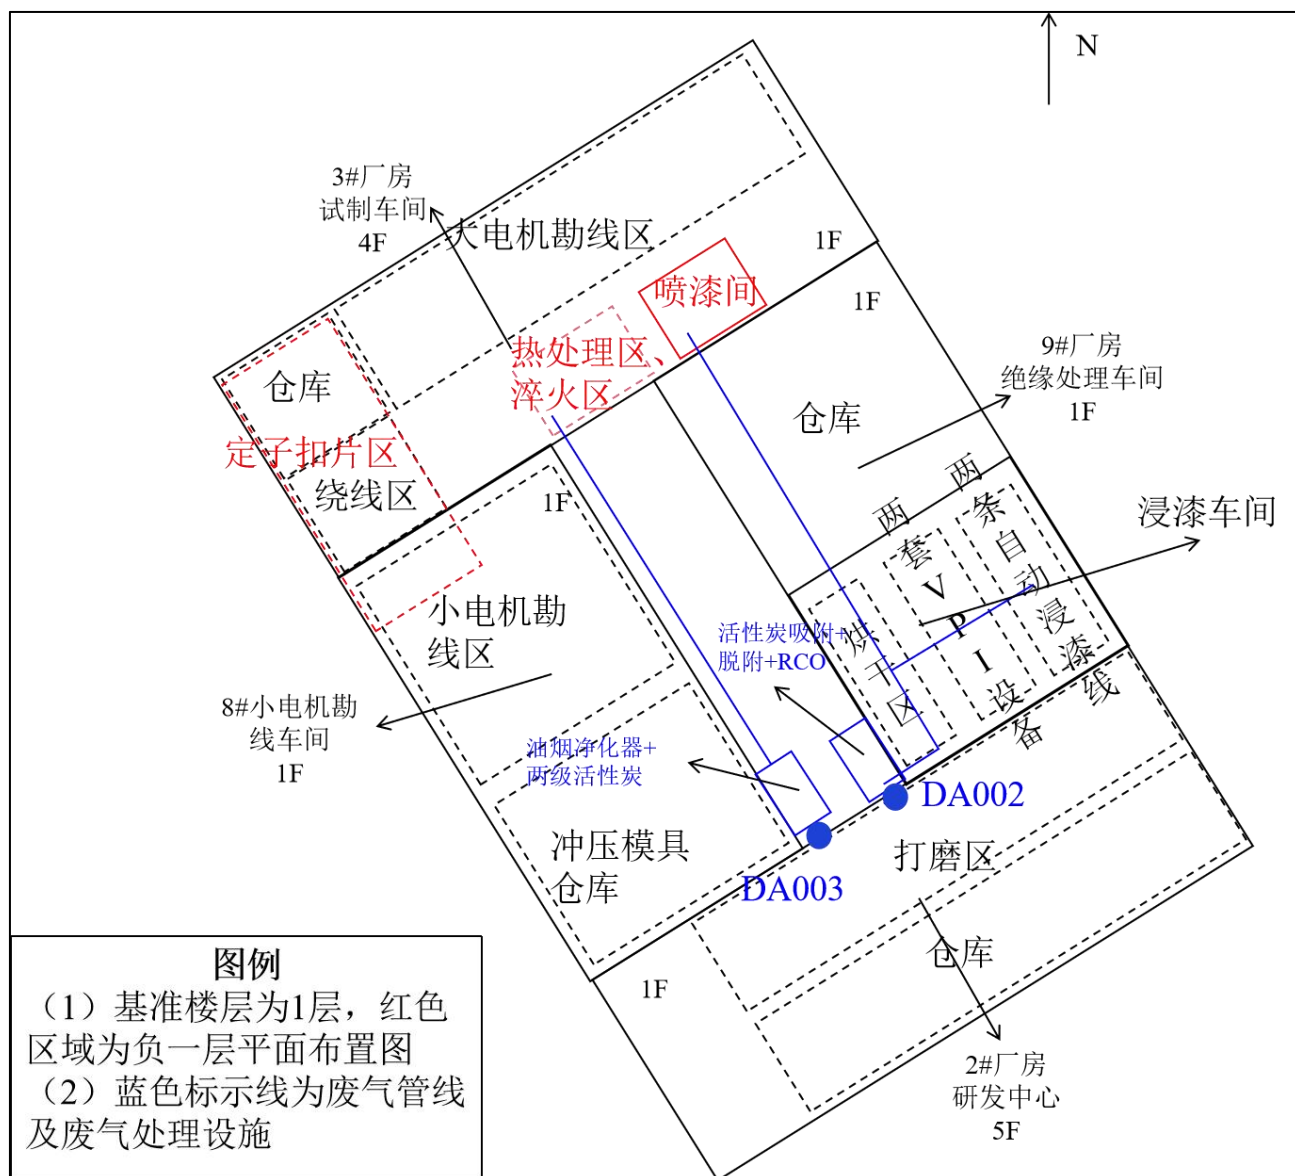 N
3#厂房
试制车间
4F
大电机勘线区
1F
喷漆间
1F
热处理区、
淬火区
9#厂房
绝缘处理车间
1F
仓库
仓库
定子扣片区
绕线区
1F
浸漆车间
两条自动浸漆线
两套VPI设备
烘干区
小电机勘
线区
活性炭吸附+
脱附+RCO
8#小电机勘
线车间
1F
油烟净化器+
两级活性炭
DA002
打磨区
冲压模具
仓库
DA003
仓库
1F
2#厂房
研发中心
5F
图例
（1）基准楼层为1层，红色
区域为负一层平面布置图
（2）蓝色标示线为废气管线
及废气处理设施